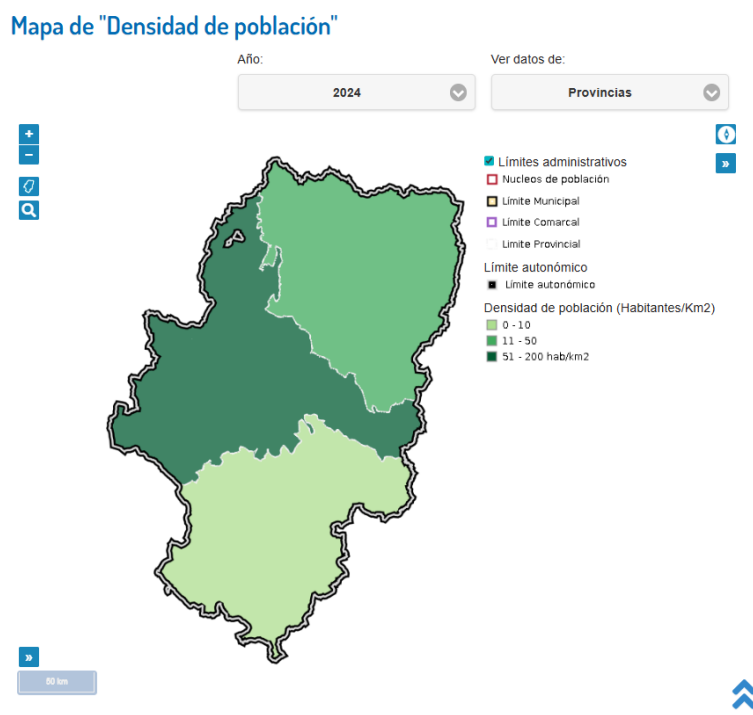 Mapa de "Densidad de población"
Año:
Ver datos de:
2024
Provincias
+
−
»
Límites administrativos
Nucleos de población
Límite Municipal
Límite Comarcal
Limite Provincial
Límite autonómico
Límite autonómico
Densidad de población (Habitantes/Km2)
0 - 10
11 - 50
51 - 200 hab/km2
»
50 km